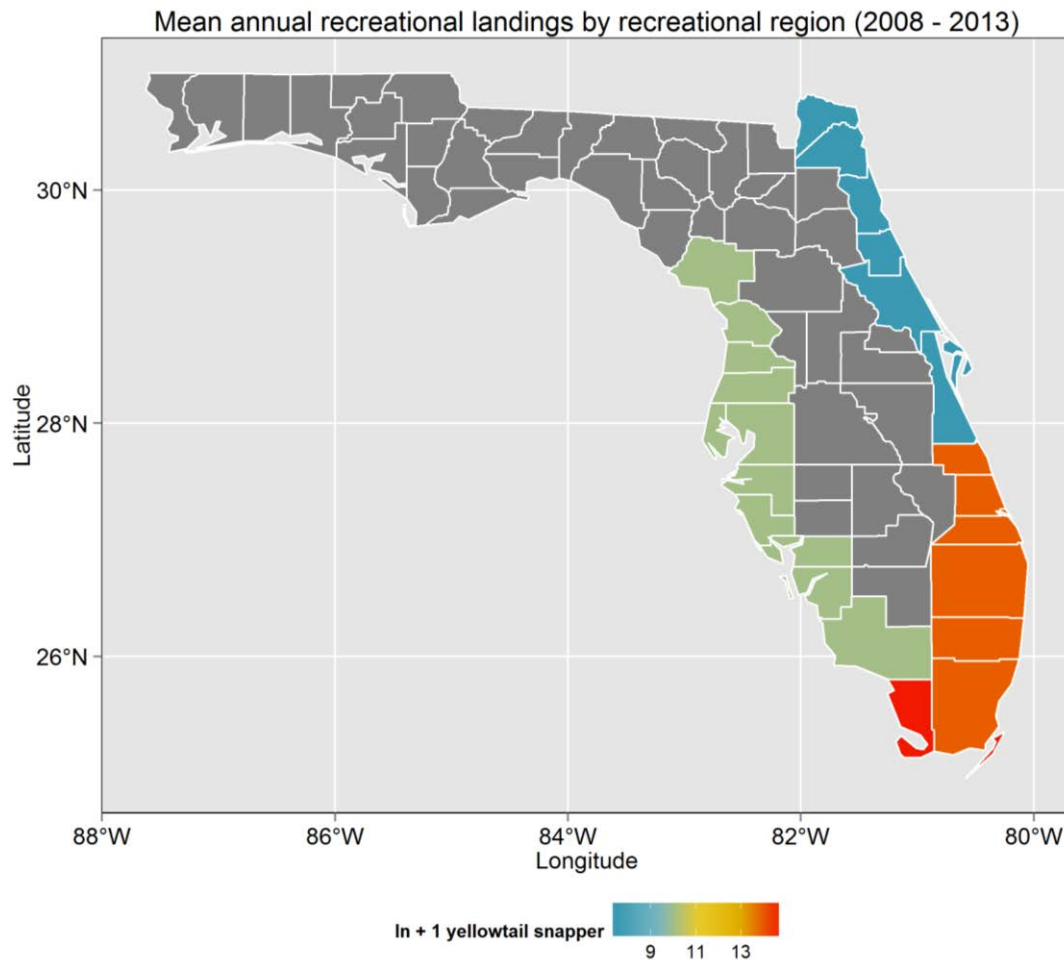 Mean annual recreational landings by recreational region (2008 - 2013)
30°N
28°N
26°N
Latitude
88°W 86°W 84°W 82°W 80°W
Longitude
ln + 1 yellowtail snapper
9 11 13